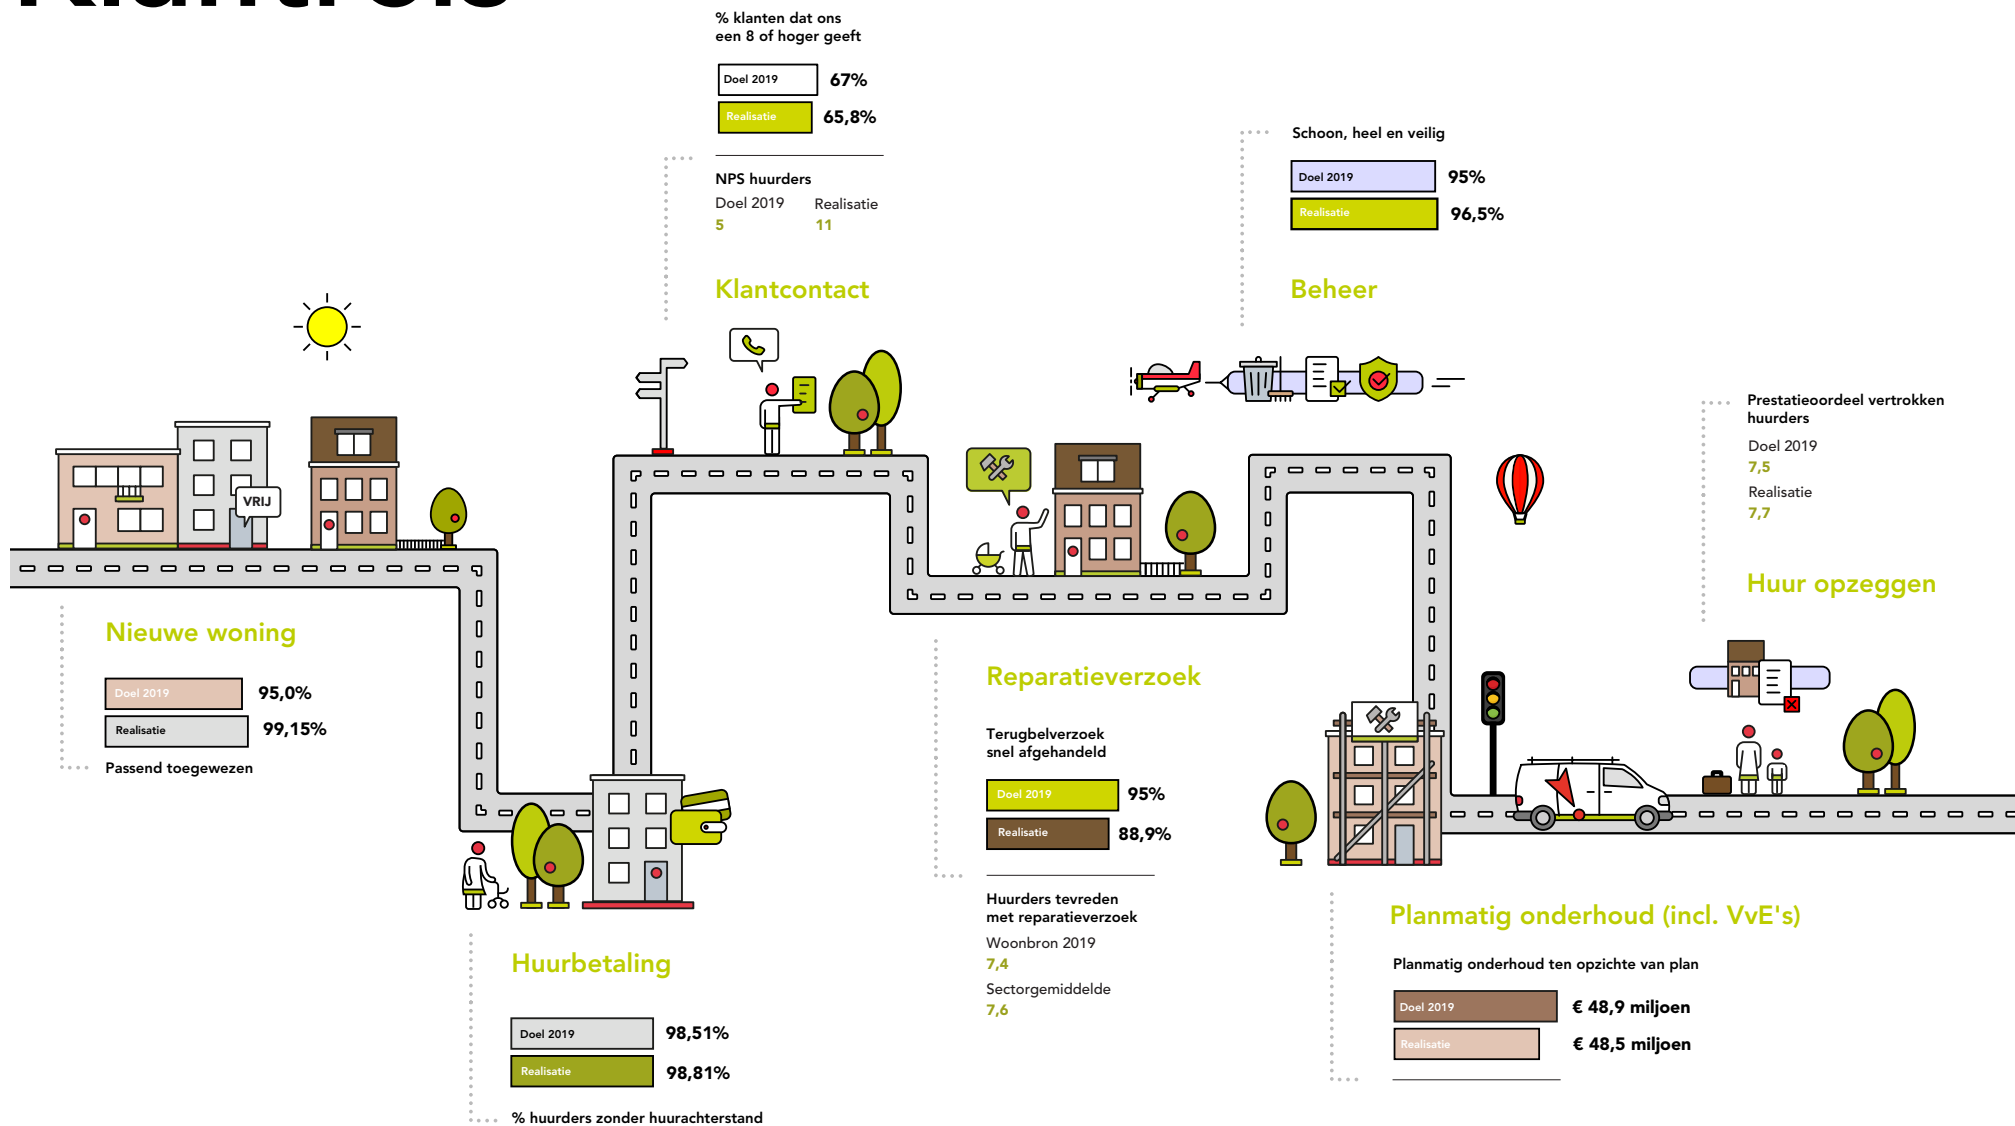 % klanten dat ons
een 8 of hoger geeft
Doel 2019 67%
Realisatie 65,8%
NPS huurders
Doel 2019 Realisatie
5 11
Klantcontact
Schoon, heel en veilig
Doel 2019 95%
Realisatie 96,5%
Beheer
Prestatieoordeel vertrokken
huurders
Doel 2019
7,5
Realisatie
7,7
Huur opzeggen
VRIJ
Nieuwe woning
Doel 2019 95,0%
Realisatie 99,15%
Passend toegewezen
Reparatieverzoek
Terugbelverzoek
snel afgehandeld
Doel 2019 95%
Realisatie 88,9%
Huurders tevreden
met reparatieverzoek
Woonbron 2019
7,4
Sectorgemiddelde
7,6
Huurbetaling
Doel 2019 98,51%
Realisatie 98,81%
% huurders zonder huurachterstand
Planmatig onderhoud (incl. VvE's)
Planmatig onderhoud ten opzichte van plan
Doel 2019 € 48,9 miljoen
Realisatie € 48,5 miljoen